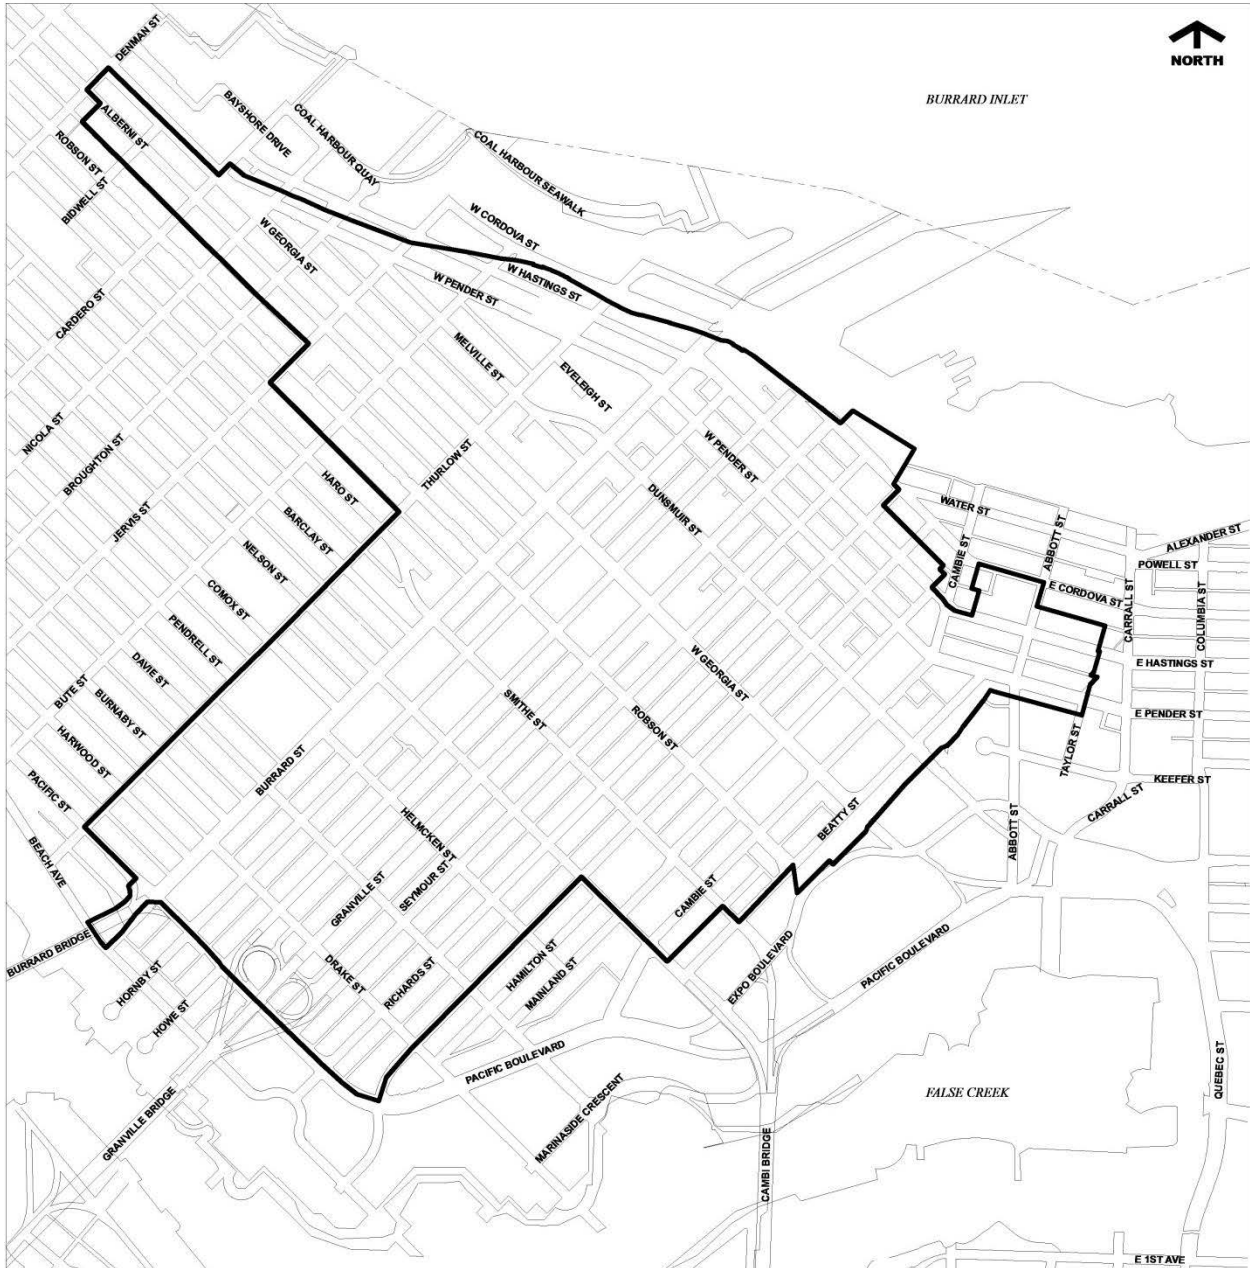 DENMAN ST
NORTH
BURRARD INLET
BAYSHORE DRIVE
COAL HARBOUR QUAY
ALBERNI ST
COAL HARBOUR SEAWALK
ROBSON ST
BIDWELL ST
W CORDOVA ST
W GEORGIA ST
W HASTINGS ST
W PENDER ST
CARDERO ST
MELVILLE ST
EVELEIGH ST
NICOLA ST
BROUGHTON ST
THURLOW ST
W PENDER ST
HARO ST
DUNSMUIR ST
WATER ST
JERVIS ST
BARCLAY ST
ABBOTT ST
ALEXANDER ST
NELSON ST
CAMBIE ST
POWELL ST
COMOX ST
E CORDOVA ST
CARRALL ST
COLUMBIA ST
PENDRELL ST
DAVIE ST
W GEORGIA ST
E HASTINGS ST
BUTE ST
BURNABY ST
SMITHE ST
ROBSON ST
E PENDER ST
HARWOOD ST
BURRARD ST
TAYLOR ST
PACIFIC ST
KEEFER ST
BEATTY ST
CARRALL ST
HELMCKEN ST
ABBOTT ST
BEACH AVE
GRANVILLE ST
SEYMOUR ST
CAMBIE ST
BURRARD BRIDGE
HORNBY ST
DRAKE ST
RICHARDS ST
HAMILTON ST
MAINLAND ST
EXPO BOULEVARD
PACIFIC BOULEVARD
HOWE ST
PACIFIC BOULEVARD
QUEBEC ST
GRANVILLE BRIDGE
MARINASIDE CRESCENT
FALSE CREEK
CAMBI BRIDGE
E 1ST AVE